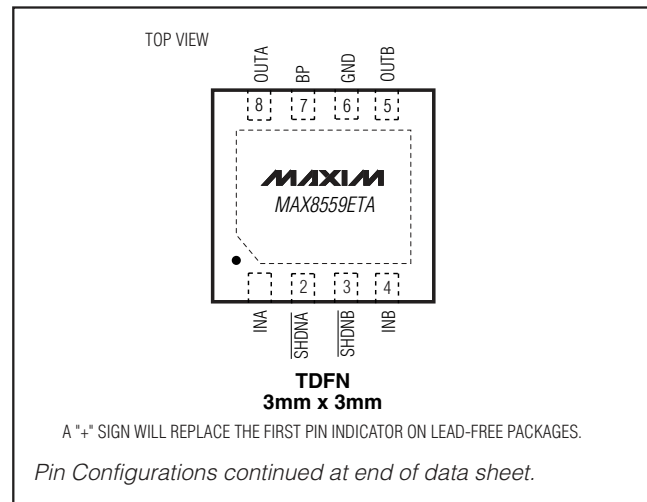 TOP VIEW
OUTA
BP
GND
OUTB
8
7
6
5
MAXIM
MAX8559ETA
2
3
4
INA
SHDNA
SHDNB
INB
TDFN
3mm x 3mm
A "+" SIGN WILL REPLACE THE FIRST PIN INDICATOR ON LEAD-FREE PACKAGES.
Pin Configurations continued at end of data sheet.